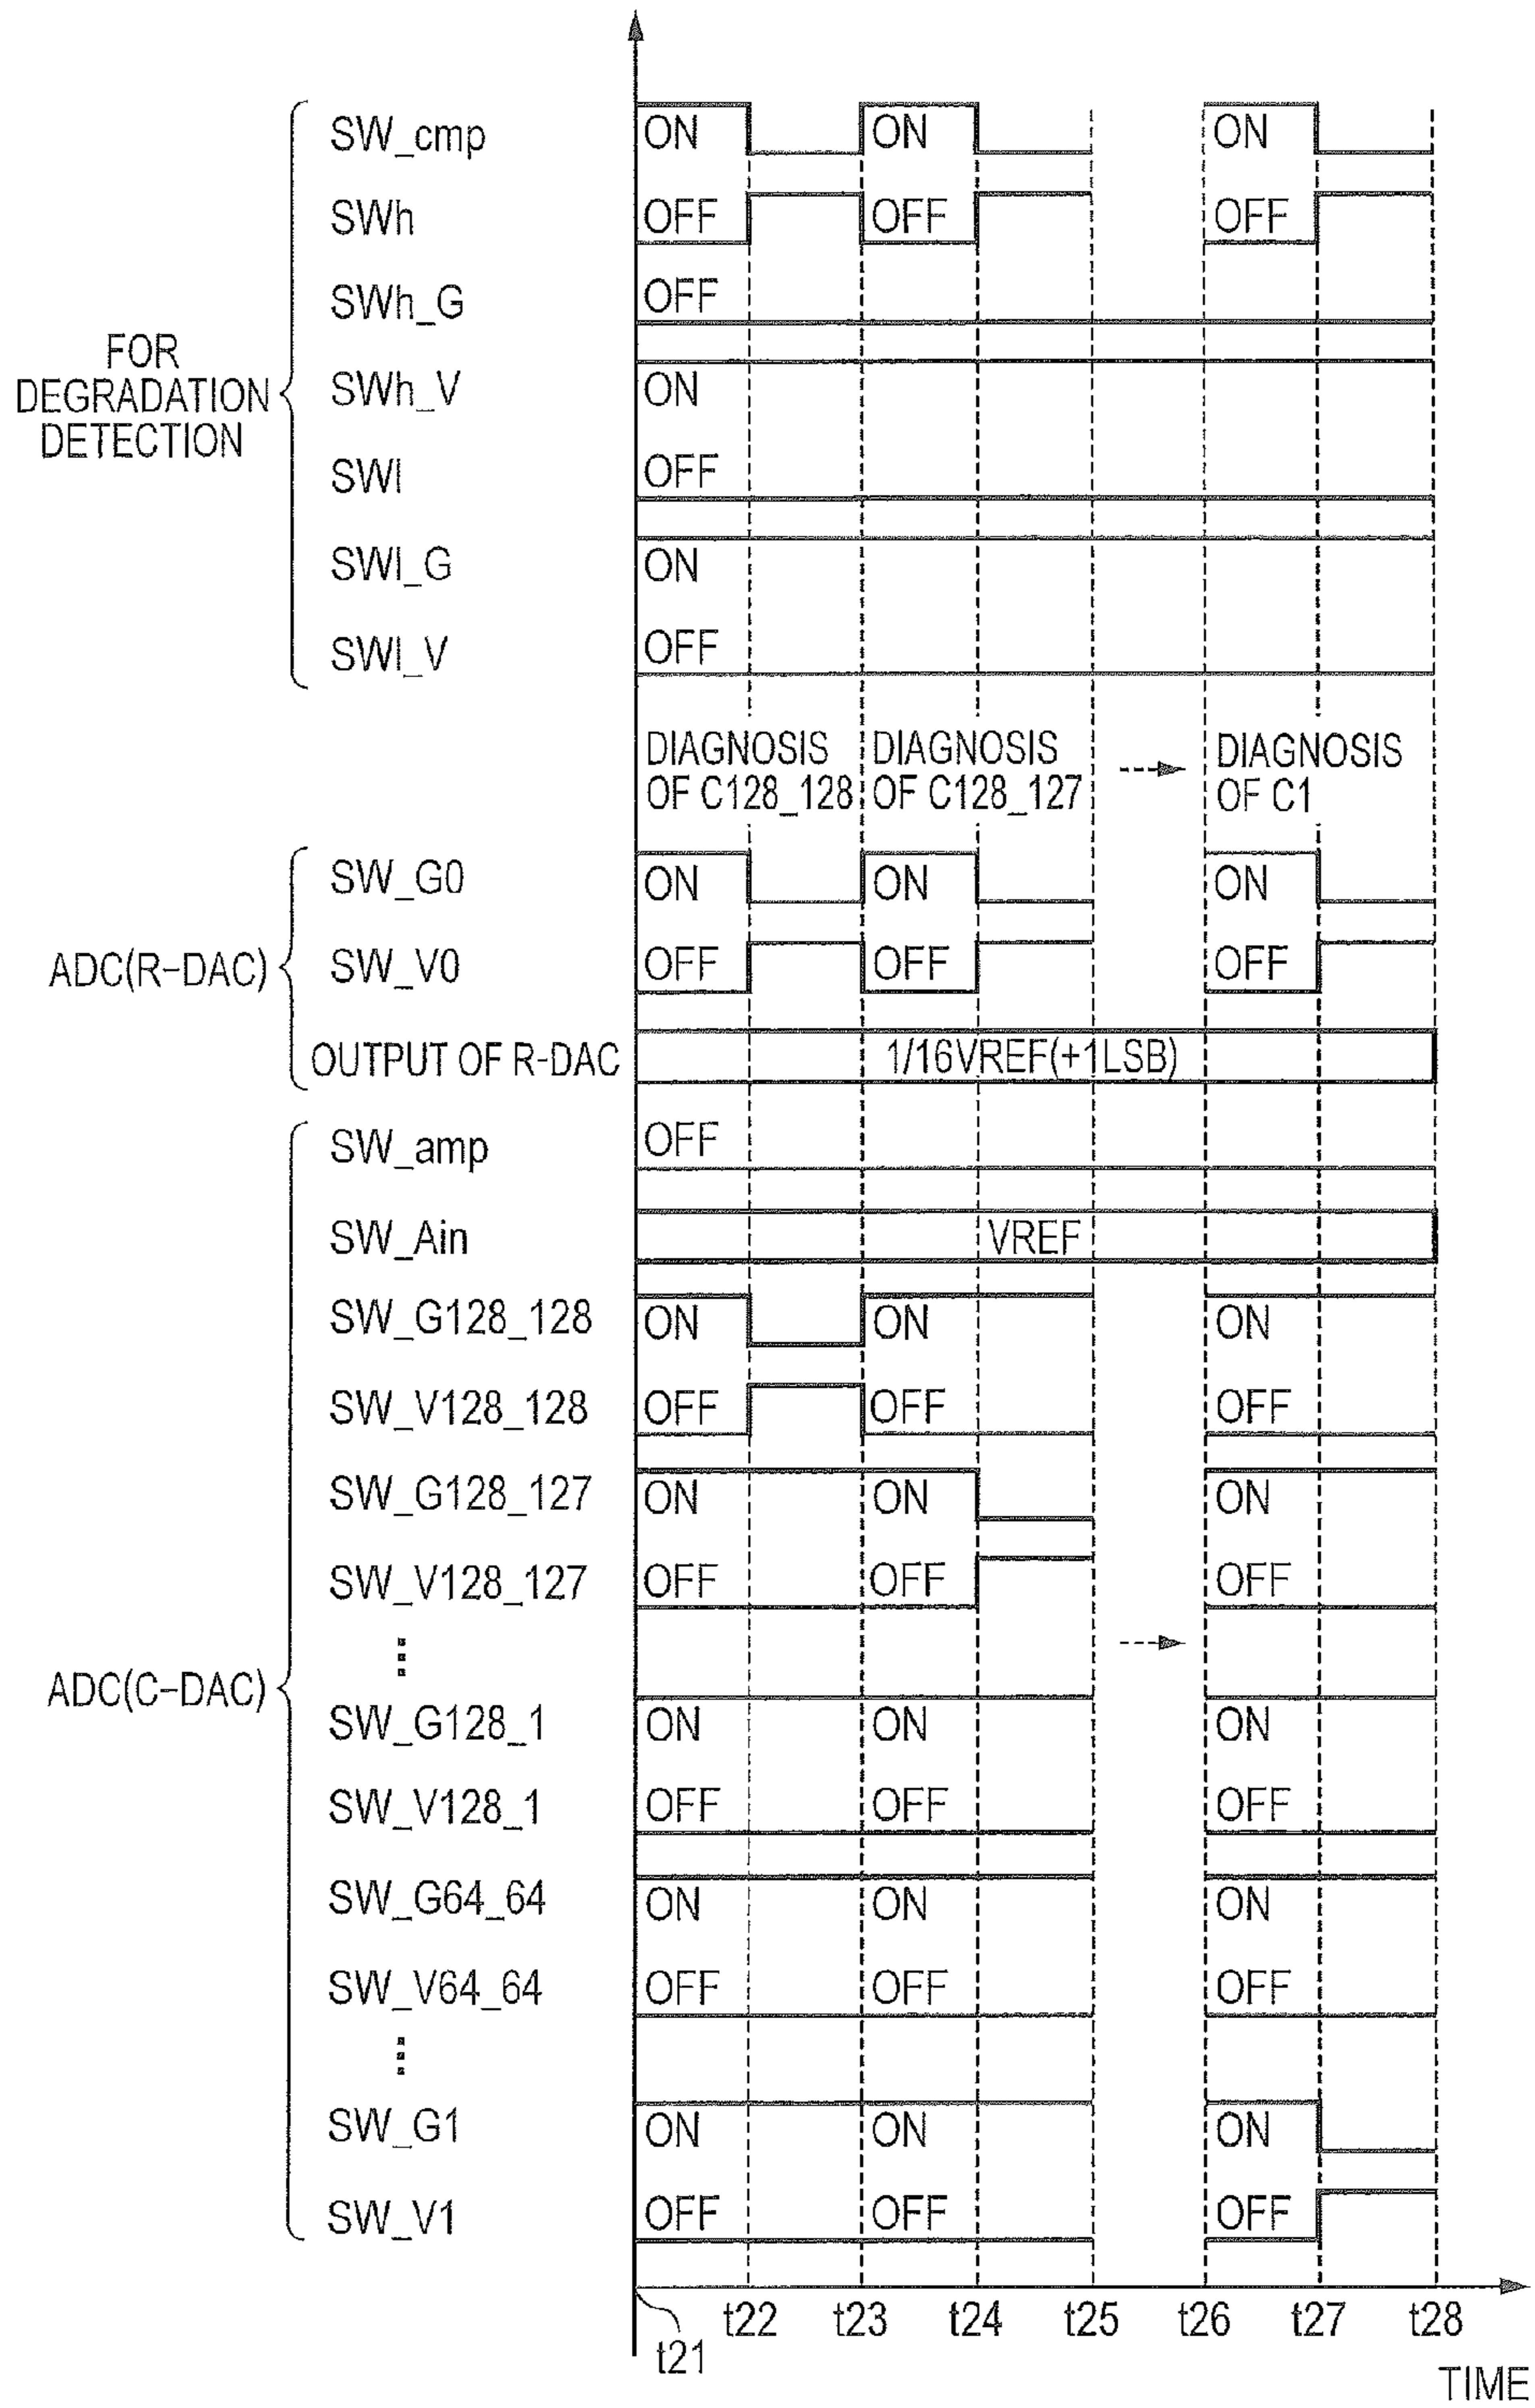 FOR
DEGRADATION
DETECTION
SW_cmp ON ON ON
SWh OFF OFF OFF
SWh_G OFF
SWh_V ON
SWl OFF
SWl_G ON
SWl_V OFF
DIAGNOSIS OF C128_128
DIAGNOSIS OF C128_127
DIAGNOSIS OF C1
ADC(R-DAC)
SW_G0 ON ON ON
SW_V0 OFF OFF OFF
OUTPUT OF R-DAC 1/16VREF(+1LSB)
ADC(C-DAC)
SW_amp OFF
SW_Ain VREF
SW_G128_128 ON ON ON
SW_V128_128 OFF OFF OFF
SW_G128_127 ON ON ON
SW_V128_127 OFF OFF OFF
SW_G128_1 ON ON ON
SW_V128_1 OFF OFF OFF
SW_G64_64 ON ON ON
SW_V64_64 OFF OFF OFF
SW_G1 ON ON ON
SW_V1 OFF OFF OFF
t21 t22 t23 t24 t25 t26 t27 t28
TIME